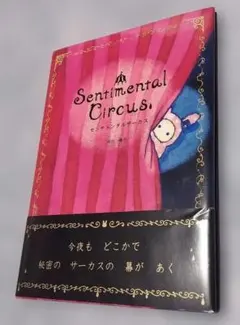 Sentimental
Circus.
センチメンタルサーカス
今夜も どこかで
秘密の サーカスの 幕が あく